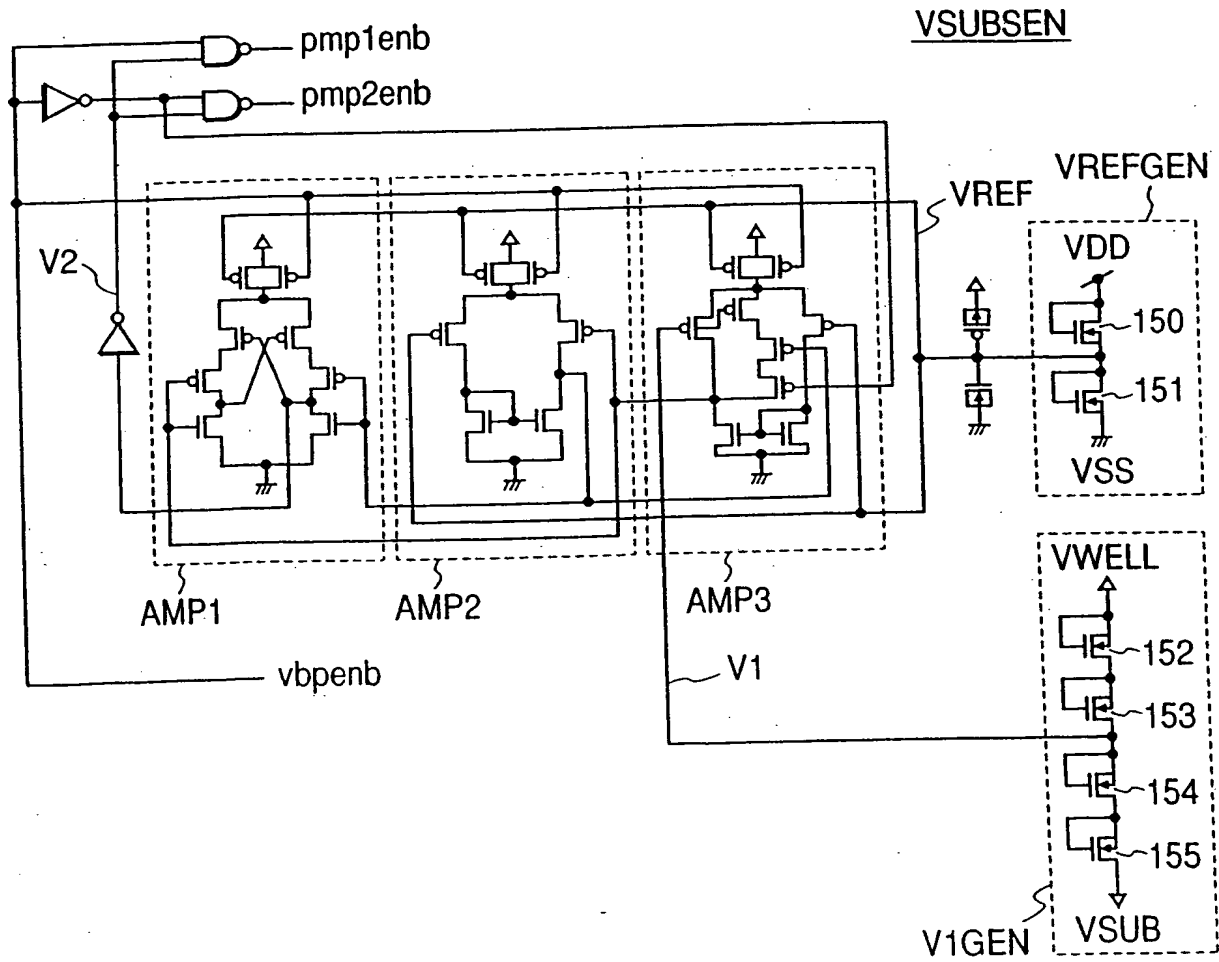 VSUBSEN
pmp1enb
pmp2enb
VREFGEN
VREF
VDD
V2
150
151
VSS
VWELL
AMP1
AMP2
AMP3
152
vbpenb
V1
153
154
155
VSUB
V1GEN